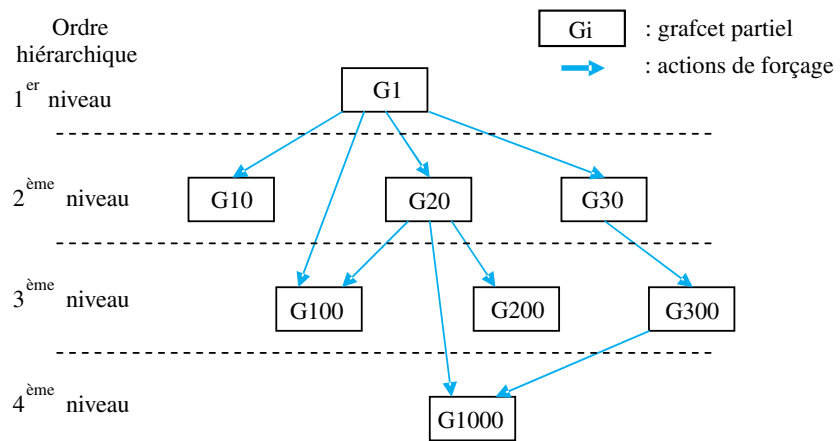 Ordre
hiérarchique
Gi : grafcet partiel
: actions de forçage
1er niveau
G1
2ème niveau
G10 G20 G30
3ème niveau
G100 G200 G300
4ème niveau
G1000